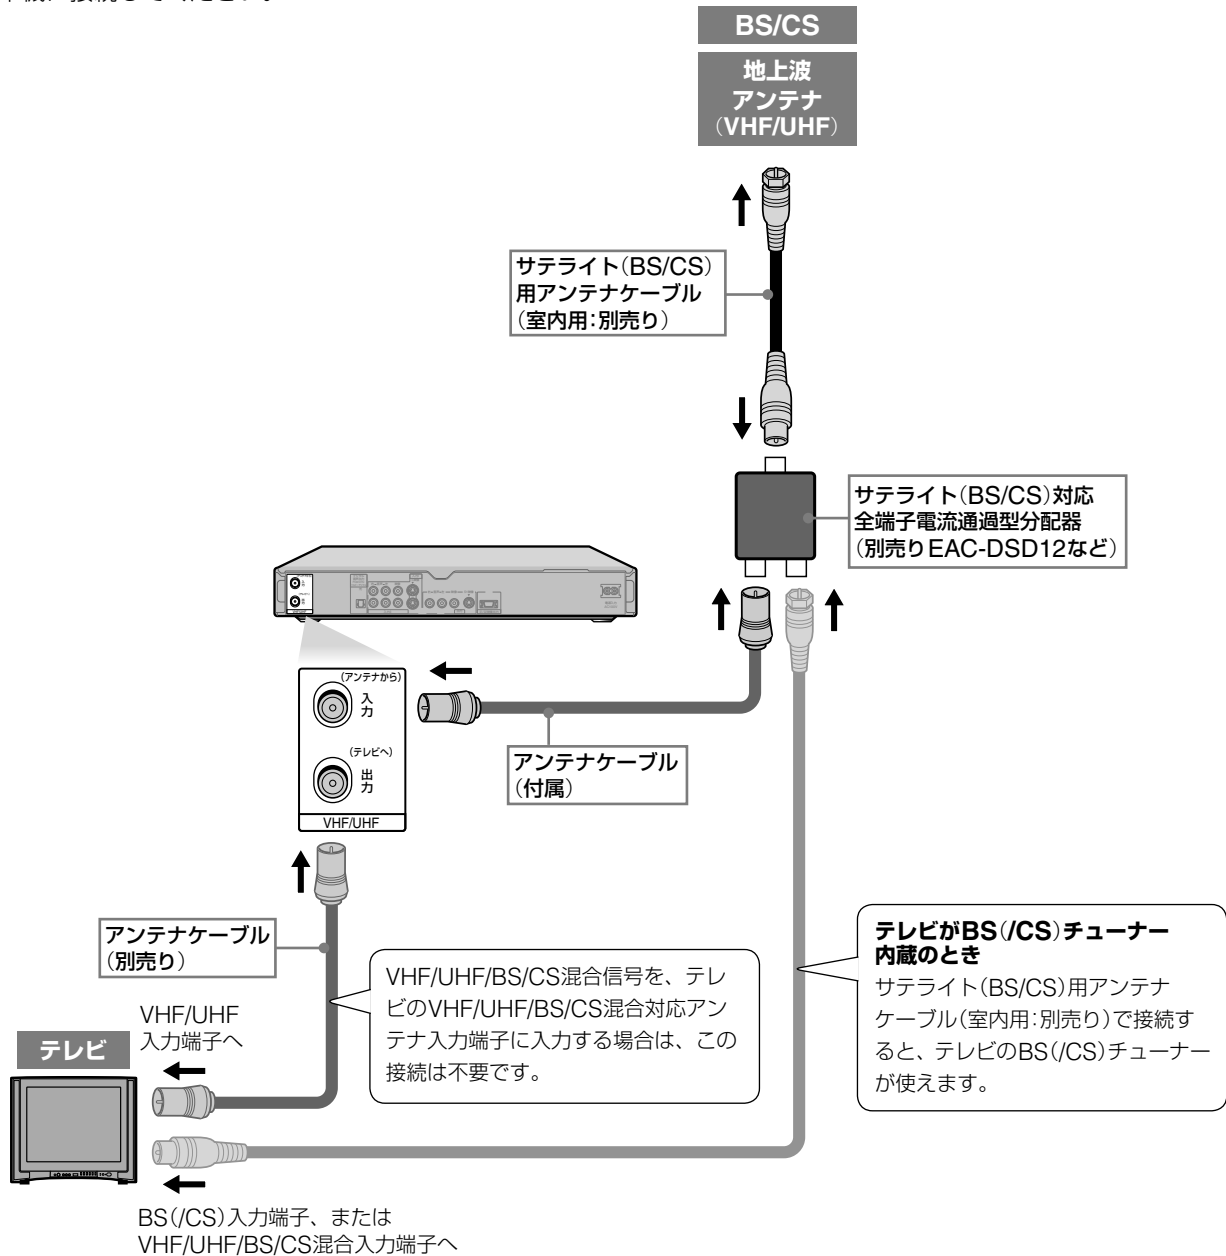 BS/CS
地上波
アンテナ
（VHF/UHF）
サテライト（BS/CS）
用アンテナケーブル
（室内用：別売り）
サテライト（BS/CS）対応
全端子電流通過型分配器
（別売りEAC-DSD12など）
（アンテナから）
入力
（テレビへ）
出力
VHF/UHF
アンテナケーブル
（付属）
アンテナケーブル
（別売り）
VHF/UHF/BS/CS混合信号を、テレ
ビのVHF/UHF/BS/CS混合対応アン
テナ入力端子に入力する場合は、この
接続は不要です。
テレビがBS（/CS）チューナー
内蔵のとき
サテライト（BS/CS）用アンテナ
ケーブル（室内用：別売り）で接続す
ると、テレビのBS（/CS）チューナー
が使えます。
VHF/UHF
入力端子へ
テレビ
BS（/CS）入力端子、または
VHF/UHF/BS/CS混合入力端子へ